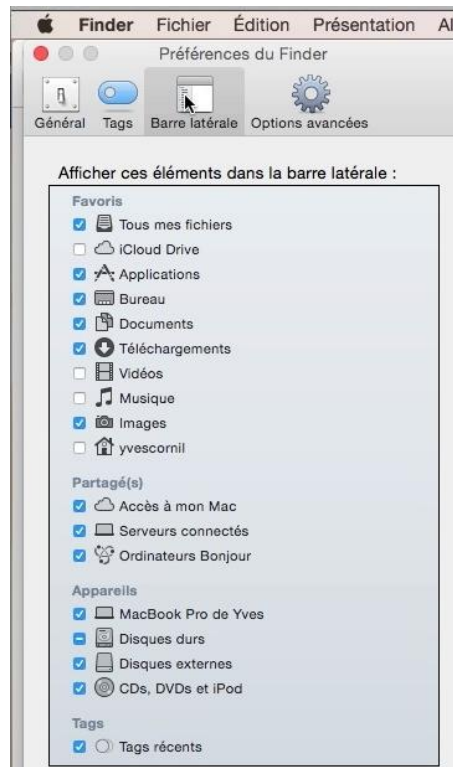 Finder Fichier Édition Présentation
Préférences du Finder
Général Tags Barre latérale Options avancées
Afficher ces éléments dans la barre latérale :
Favoris
Tous mes fichiers
iCloud Drive
Applications
Bureau
Documents
Téléchargements
Vidéos
Musique
Images
yvescornil
Partagé(s)
Accès à mon Mac
Serveurs connectés
Ordinateurs Bonjour
Appareils
MacBook Pro de Yves
Disques durs
Disques externes
CDs, DVDs et iPod
Tags
Tags récents